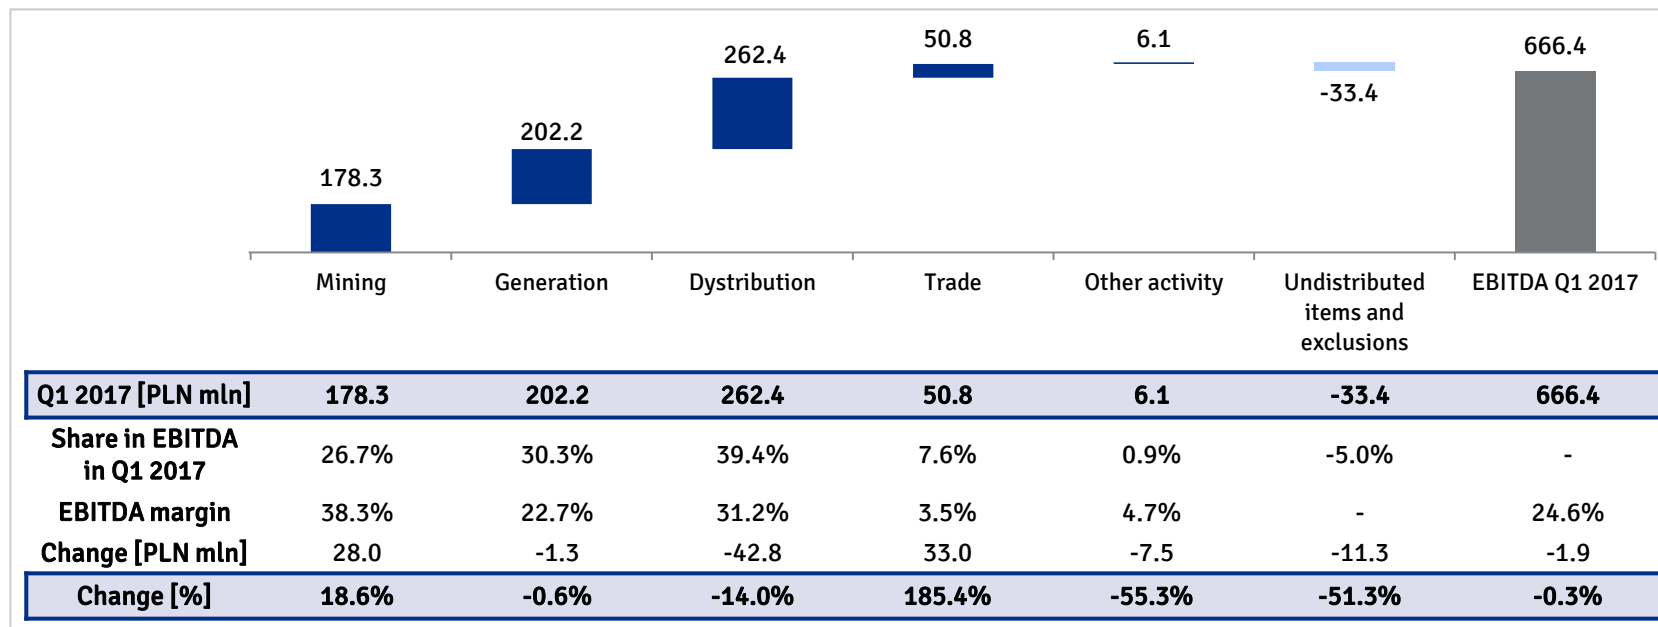 178.3
202.2
262.4
50.8
6.1
-33.4
666.4
Mining
Generation
Dystribution
Trade
Other activity
Undistributed
items and
exclusions
EBITDA Q1 2017
Q1 2017 [PLN mln] 178.3 202.2 262.4 50.8 6.1 -33.4 666.4
Share in EBITDA
in Q1 2017
26.7% 30.3% 39.4% 7.6% 0.9% -5.0% -
EBITDA margin 38.3% 22.7% 31.2% 3.5% 4.7% - 24.6%
Change [PLN mln] 28.0 -1.3 -42.8 33.0 -7.5 -11.3 -1.9
Change [%] 18.6% -0.6% -14.0% 185.4% -55.3% -51.3% -0.3%